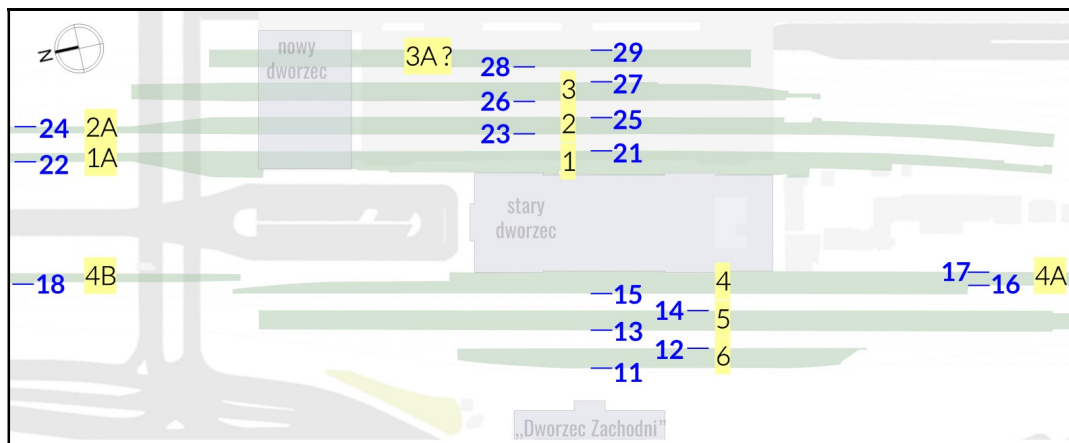 N
nowy
dworzec
3A ?
29
28
27
3
26
25
24
2A
2
23
21
22
1A
1
stary
dworzec
17
4A
16
18
4B
4
15
14
5
13
12
6
11
„Dworzec Zachodni”